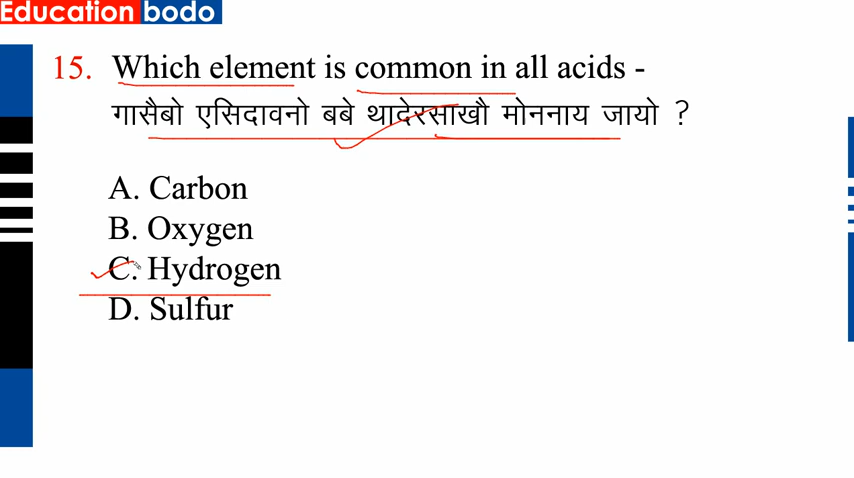 Education bodo
15. Which element is common in all acids -
गासैबो एसिदावनो बबे थादेरसाखौ मोननाय जायो ?
A. Carbon
B. Oxygen
C. Hydrogen
D. Sulfur